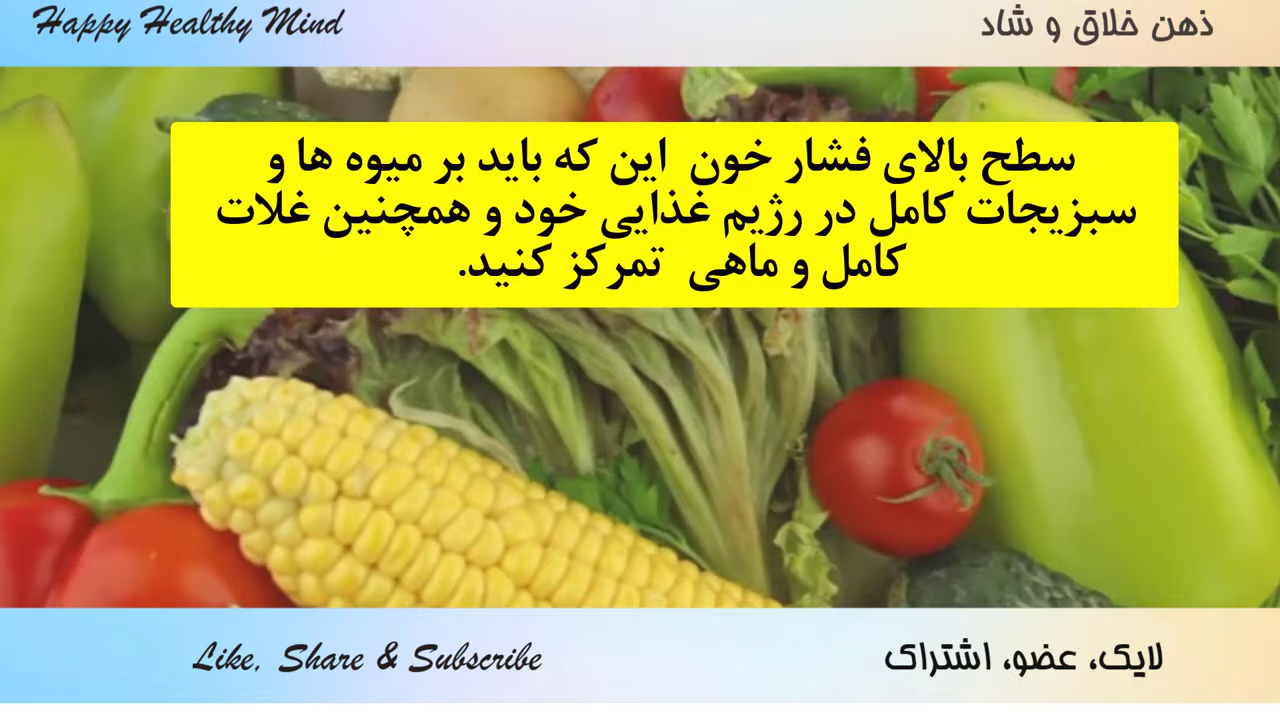 Happy Healthy Mind
ذهن خلاق و شاد
سطح بالای فشار خون این که باید بر میوه ها و
سبزیجات کامل در رژیم غذایی خود و همچنین غلات
کامل و ماهی تمرکز کنید.
Like, Share & Subscribe
لایک، عضو، اشتراک